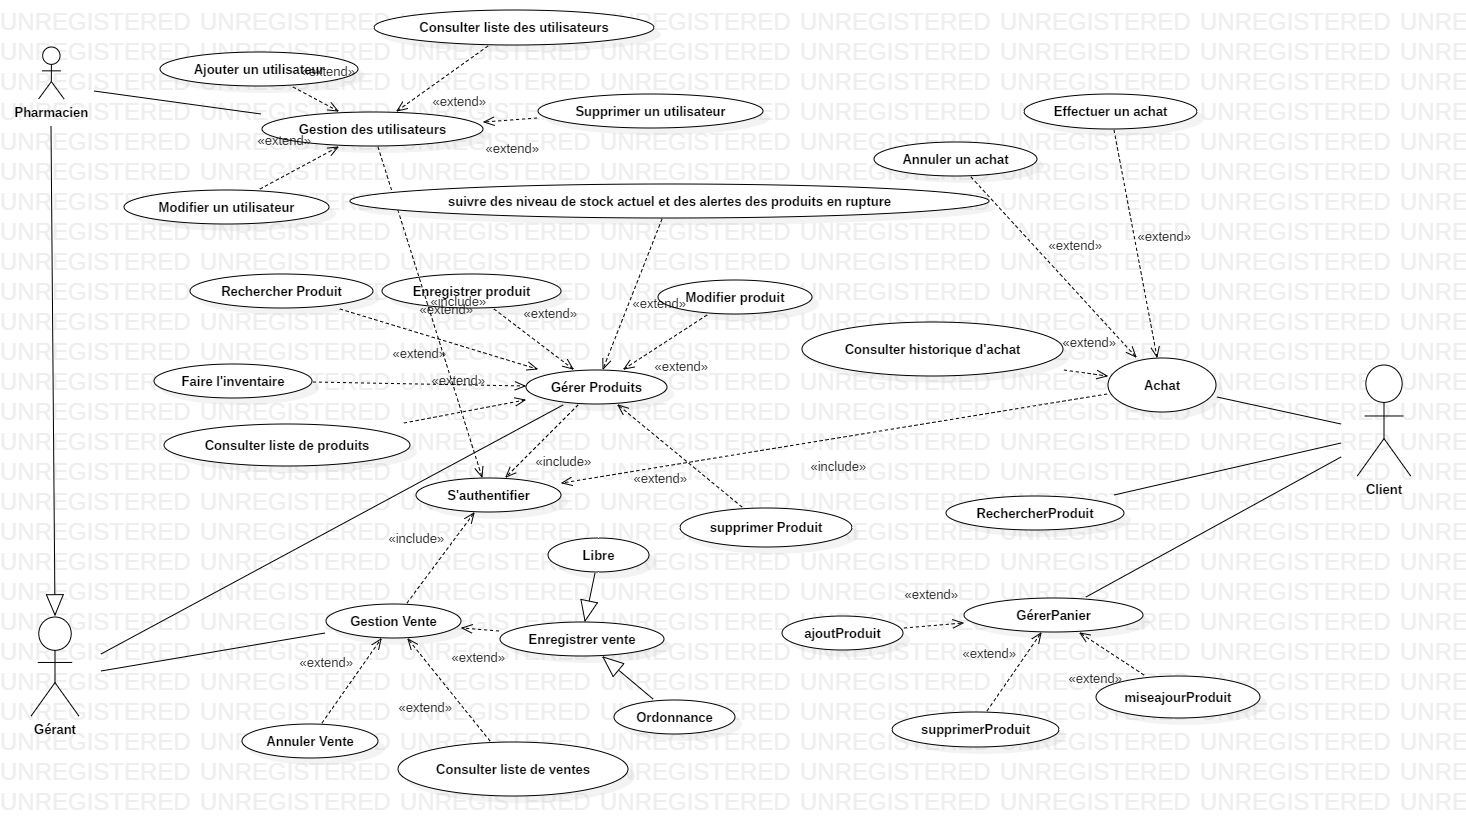 UNREGISTERED
Consulter liste des utilisateurs
Ajouter un utilisateur
«extend»
«extend»
Pharmacien
Supprimer un utilisateur
Effectuer un achat
Gestion des utilisateurs
«extend»
«extend»
Annuler un achat
Modifier un utilisateur
suivre des niveau de stock actuel et des alertes des produits en rupture
«extend»
«extend»
Rechercher Produit
Enregistrer produit
Modifier produit
«include»
«extend»
«extend»
«extend»
Consulter historique d'achat
«extend»
«extend»
«extend»
Faire l'inventaire
«extend»
Gérer Produits
Achat
Consulter liste de produits
«include»
«include»
«extend»
Client
S'authentifier
RechercherProduit
supprimer Produit
«include»
Libre
«extend»
Gestion Vente
GérerPanier
Enregistrer vente
ajoutProduit
«extend»
«extend»
«extend»
«extend»
miseajourProduit
«extend»
Ordonnance
Gérant
supprimerProduit
Annuler Vente
Consulter liste de ventes